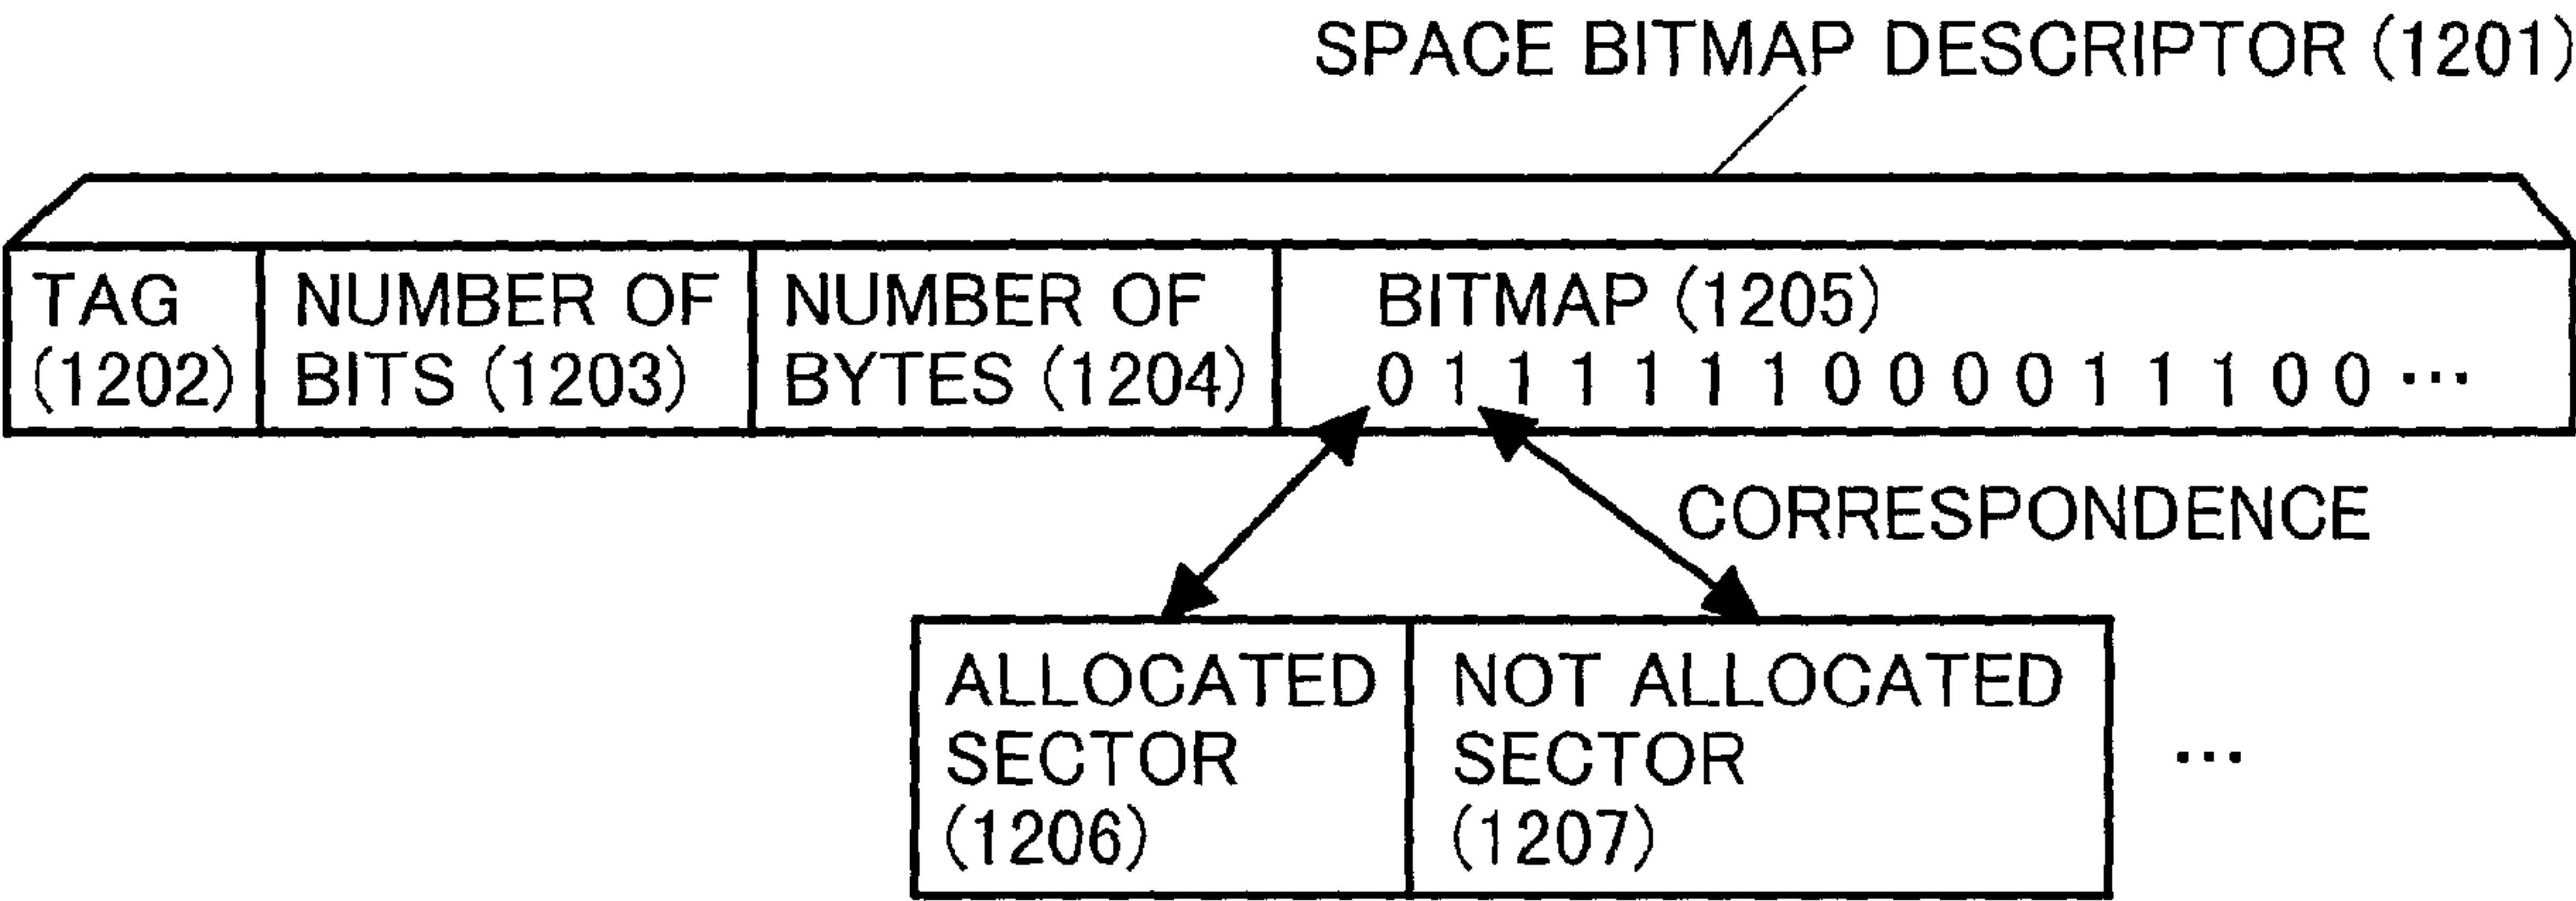 SPACE BITMAP DESCRIPTOR (1201)
TAG
(1202)
NUMBER OF
BITS (1203)
NUMBER OF
BYTES (1204)
BITMAP (1205)
0 1 1 1 1 1 1 0 0 0 0 1 1 1 0 0 ···
CORRESPONDENCE
ALLOCATED
SECTOR
(1206)
NOT ALLOCATED
SECTOR
(1207)
···